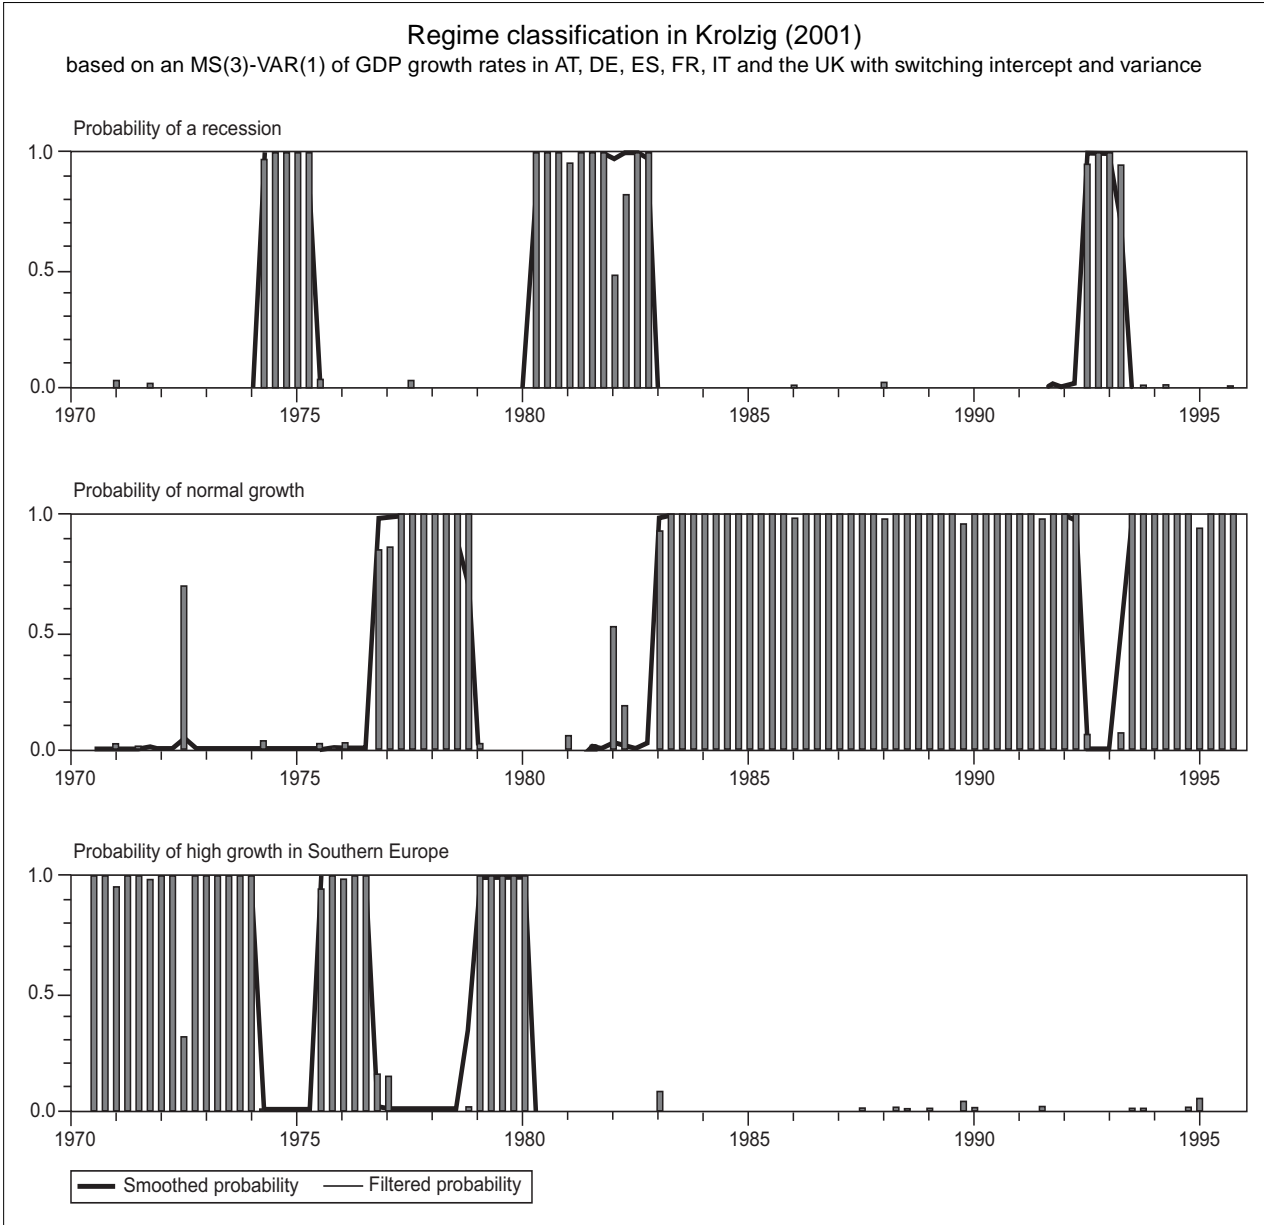 Regime classification in Krolzig (2001)
based on an MS(3)-VAR(1) of GDP growth rates in AT, DE, ES, FR, IT and the UK with switching intercept and variance
Probability of a recession
1.0
0.5
0.0
1970 1975 1980 1985 1990 1995
Probability of normal growth
1.0
0.5
0.0
1970 1975 1980 1985 1990 1995
Probability of high growth in Southern Europe
1.0
0.5
0.0
1970 1975 1980 1985 1990 1995
Smoothed probability Filtered probability